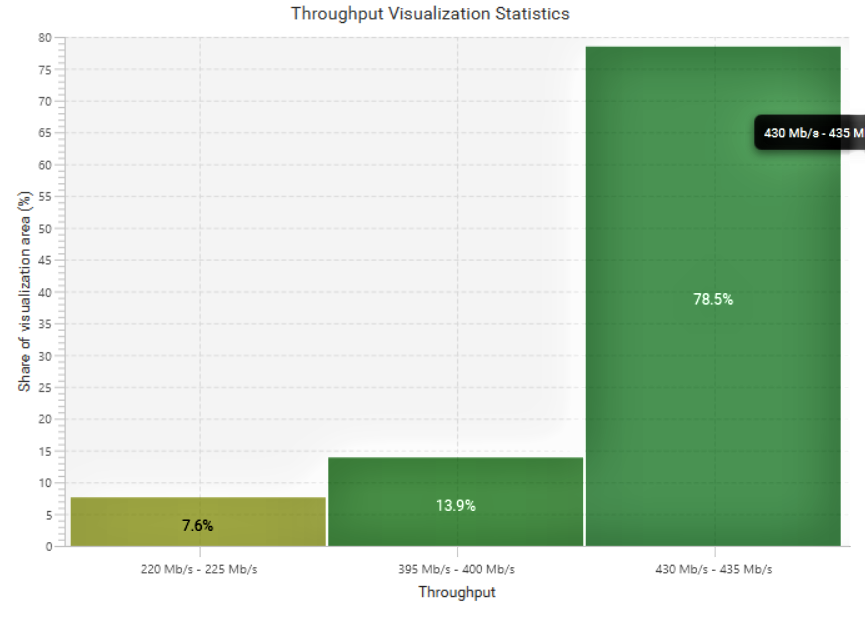 Throughput Visualization Statistics
80
75
70
65
60
55
50
45
40
35
30
25
20
15
10
5
0
Share of visualization area (%)
430 Mb/s - 435 M
78.5%
13.9%
7.6%
220 Mb/s - 225 Mb/s
395 Mb/s - 400 Mb/s
430 Mb/s - 435 Mb/s
Throughput